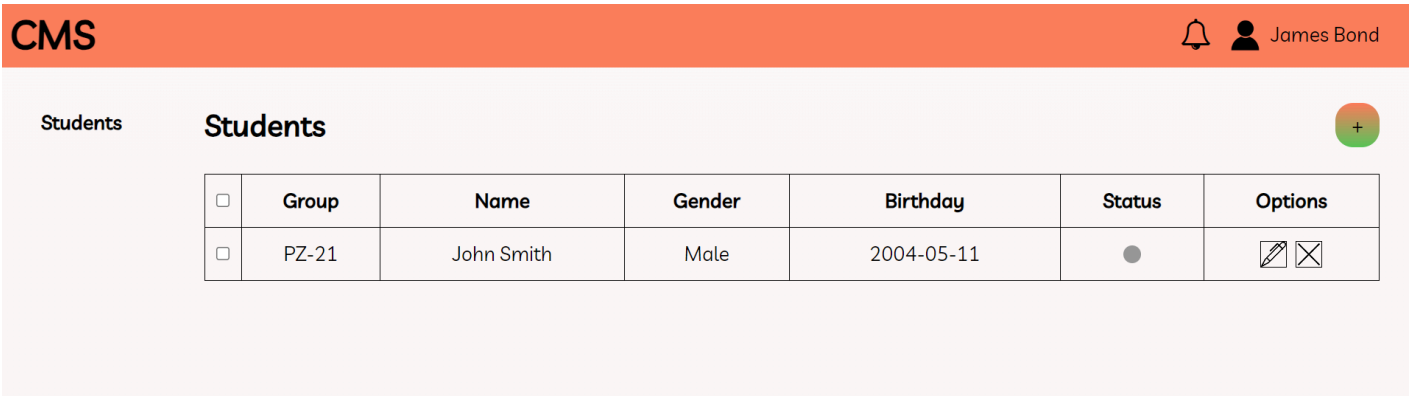 CMS James Bond
Students Students +
Group Name Gender Birthday Status Options
PZ-21 John Smith Male 2004-05-11